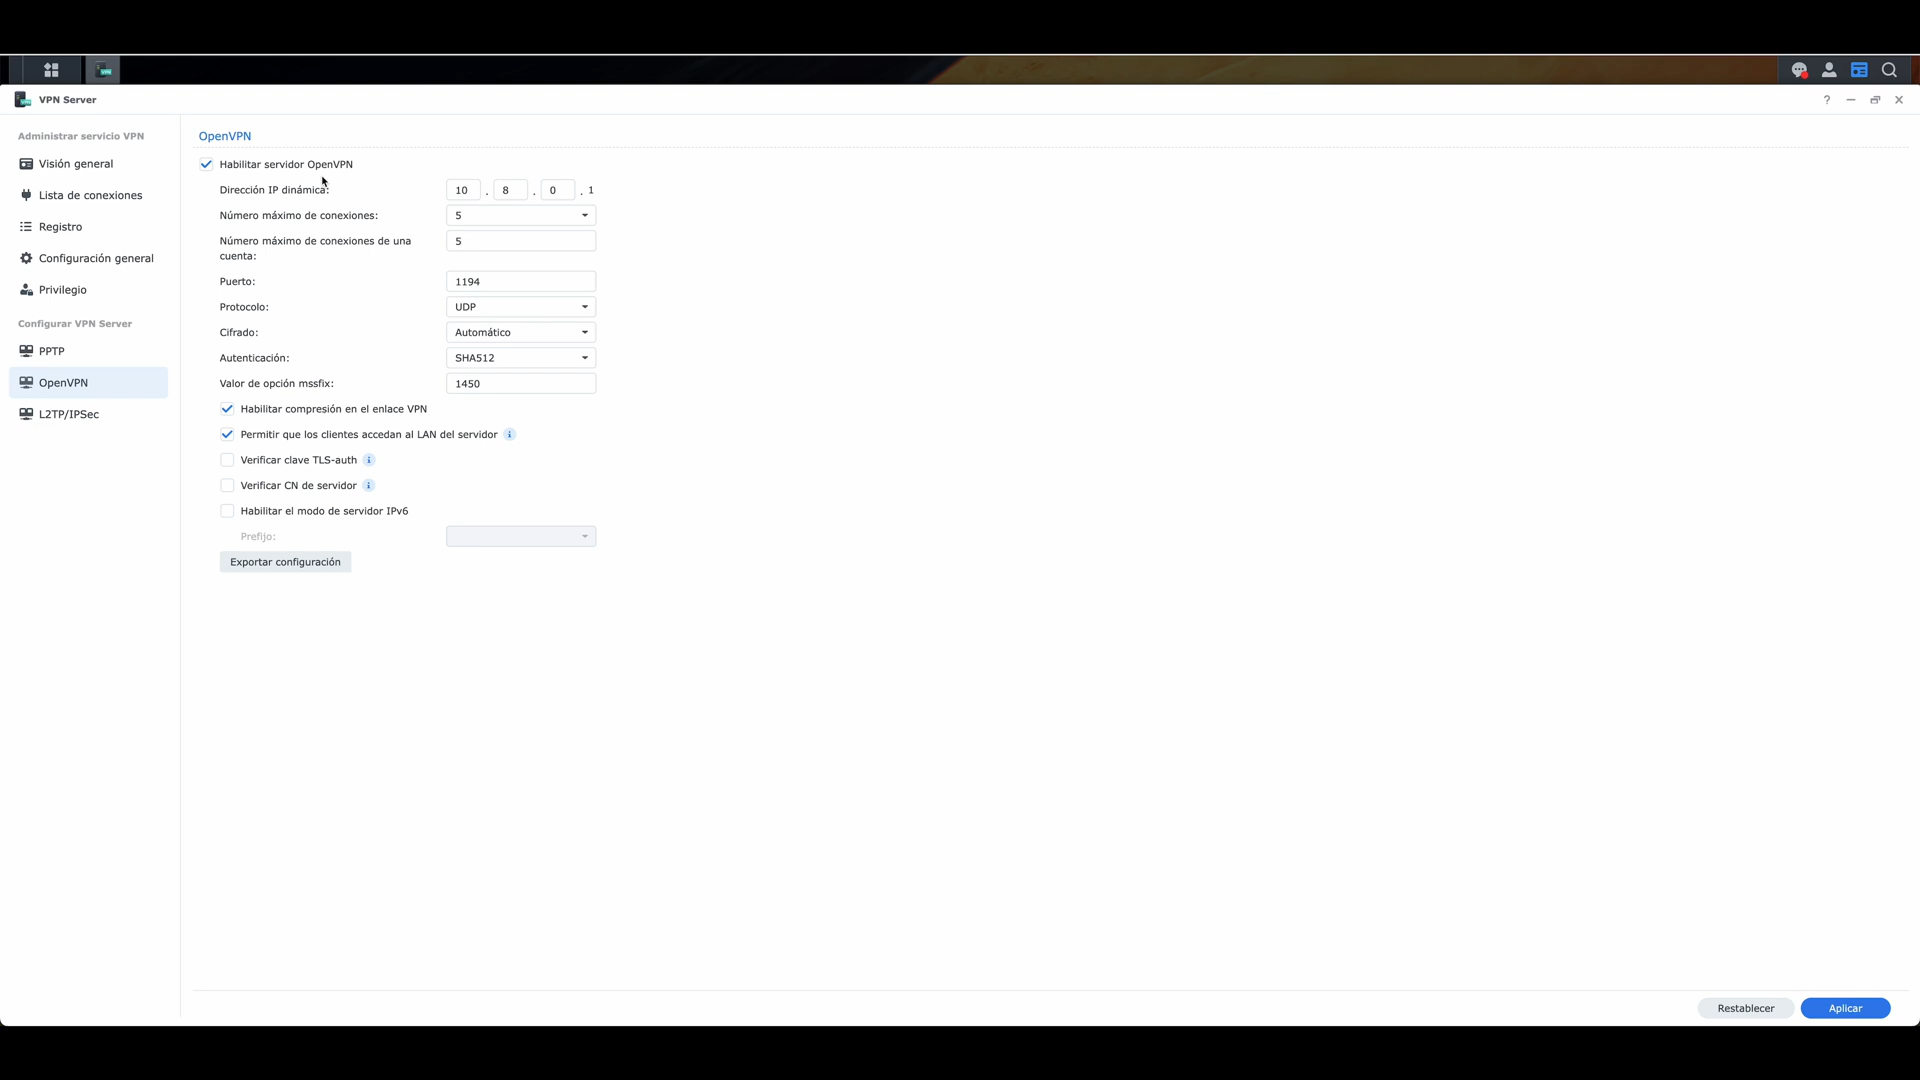 VPN Server
Administrar servicio VPN
Visión general
Lista de conexiones
Registro
Configuración general
Privilegio
Configurar VPN Server
PPTP
OpenVPN
L2TP/IPSec
OpenVPN
Habilitar servidor OpenVPN
Dirección IP dinámica: 10 . 8 . 0 . 1
Número máximo de conexiones: 5
Número máximo de conexiones de una
cuenta: 5
Puerto: 1194
Protocolo: UDP
Cifrado: Automático
Autenticación: SHA512
Valor de opción mssfix: 1450
Habilitar compresión en el enlace VPN
Permitir que los clientes accedan al LAN del servidor
Verificar clave TLS-auth
Verificar CN de servidor
Habilitar el modo de servidor IPv6
Prefijo:
Exportar configuración
Restablecer Aplicar